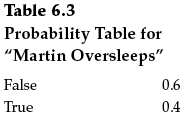 Table 6.3
Probability Table for
“Martin Oversleeps”
False 0.6
True 0.4